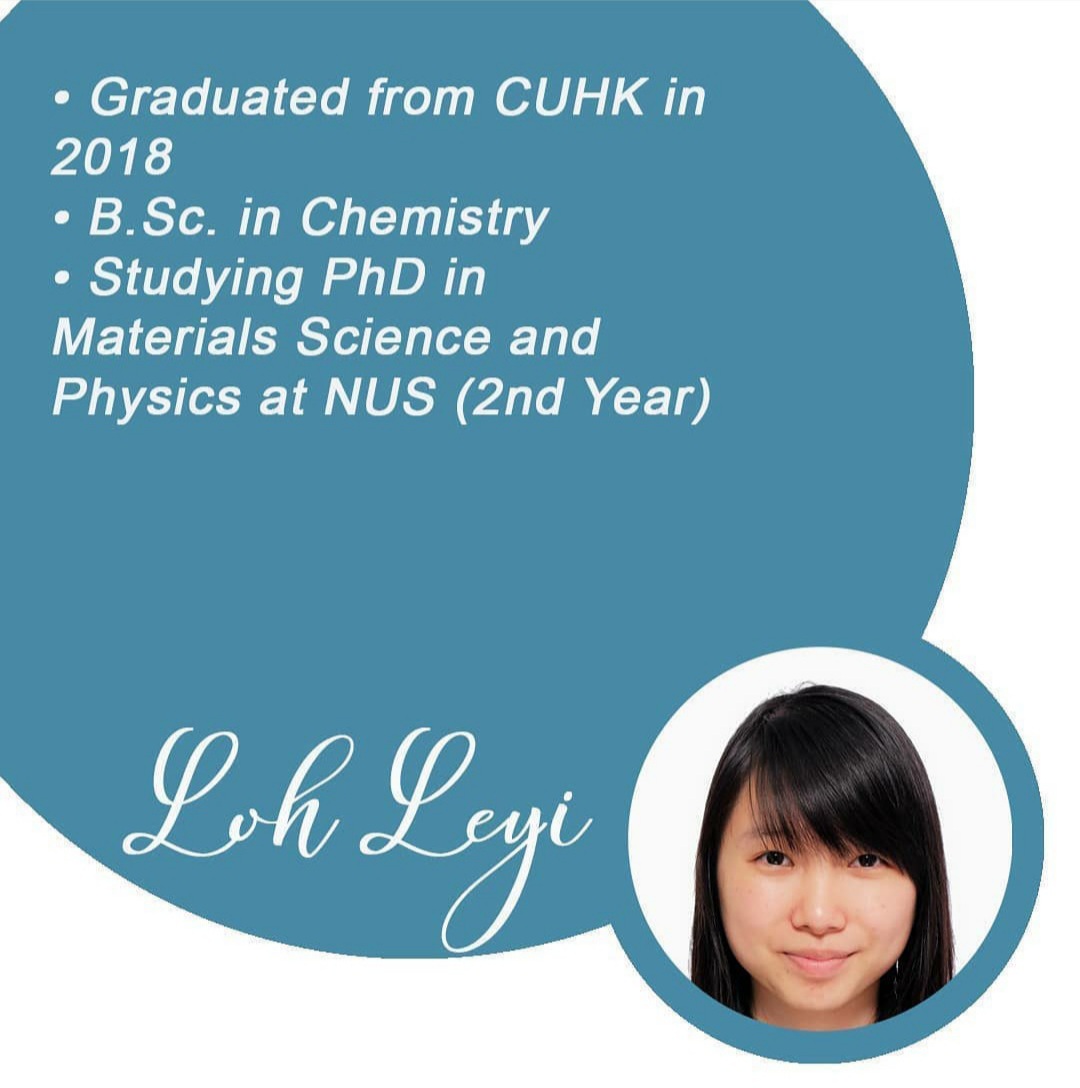 • Graduated from CUHK in
2018
• B.Sc. in Chemistry
• Studying PhD in
Materials Science and
Physics at NUS (2nd Year)
Loh Leyi